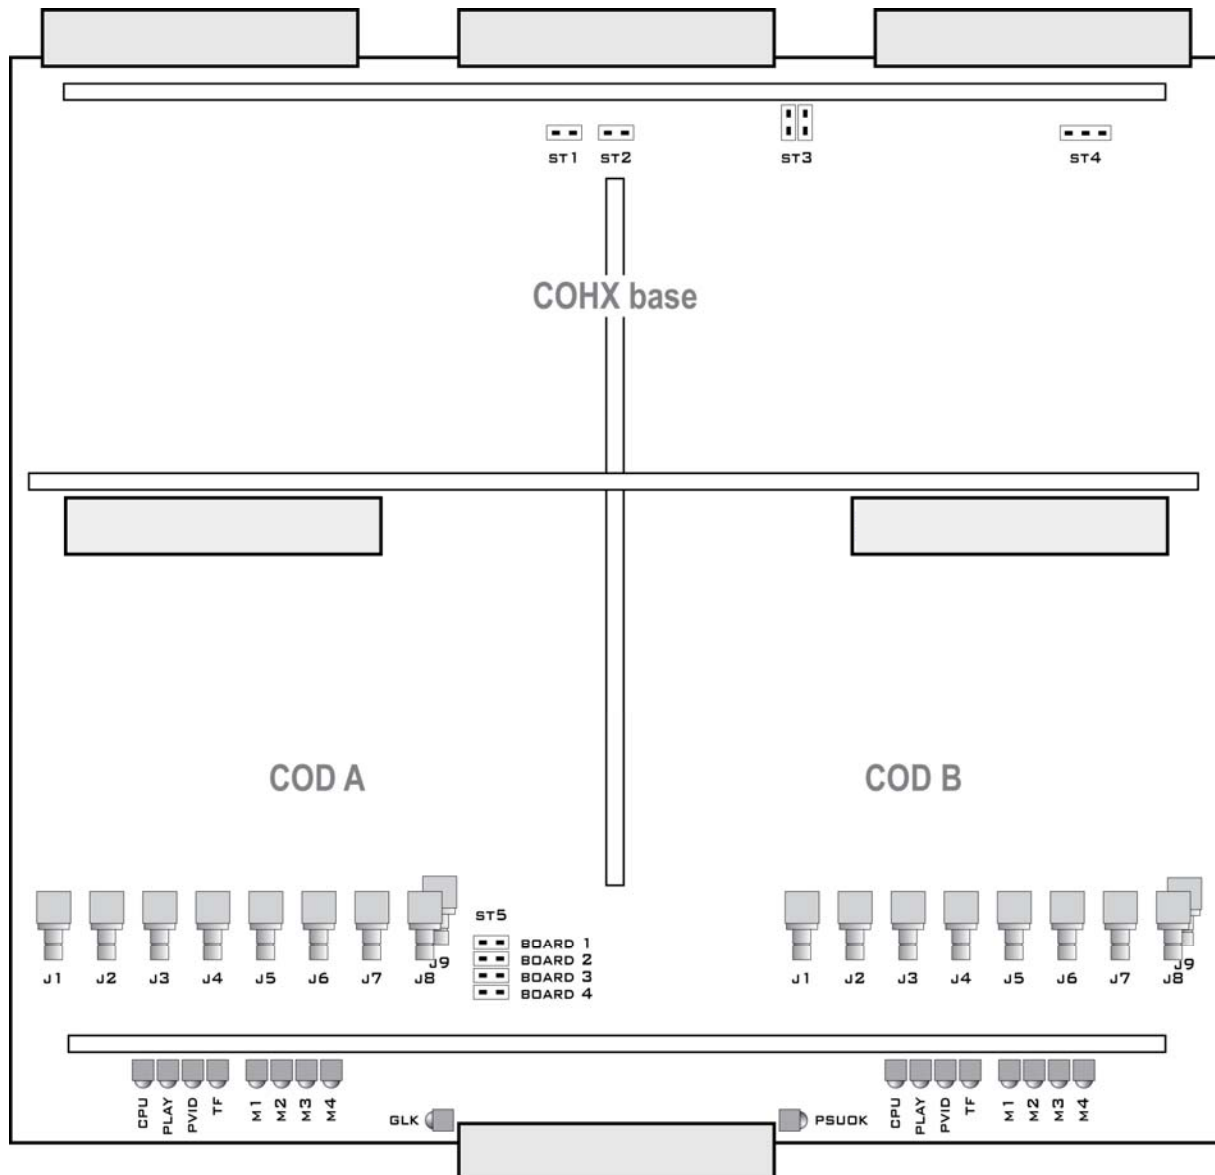 ST1 ST2 ST3 ST4
COHX base
COD A COD B
ST5
BOARD 1
BOARD 2
BOARD 3
BOARD 4
J1 J2 J3 J4 J5 J6 J7 J8 J9
J1 J2 J3 J4 J5 J6 J7 J8 J9
CPU PLAY PVID TF M1 M2 M3 M4
CPU PLAY PVID TF M1 M2 M3 M4
GLK PSUOK